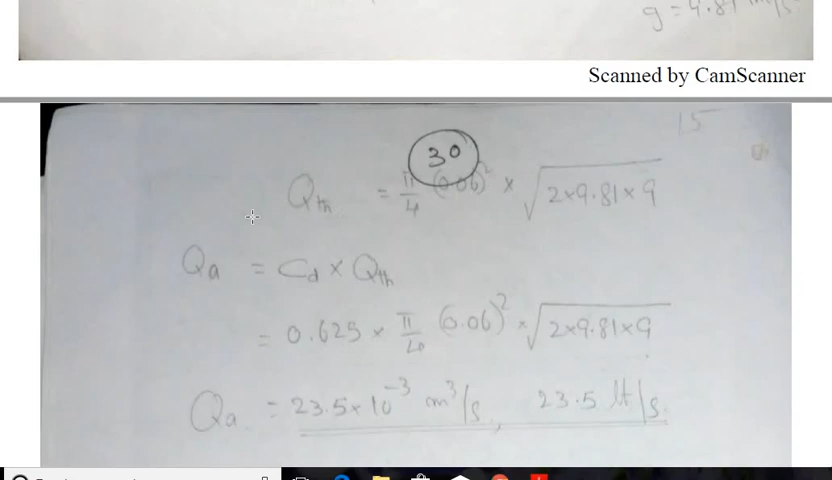 g = 9.81 m/s
Scanned by CamScanner
15
30
Qth = π/4 (0.06)² × √2×9.81×9
Qa = Cd × Qth
= 0.625 × π/4 (0.06)² × √2×9.81×9
Qa = 23.5×10⁻³ m³/s, 23.5 lt/s.